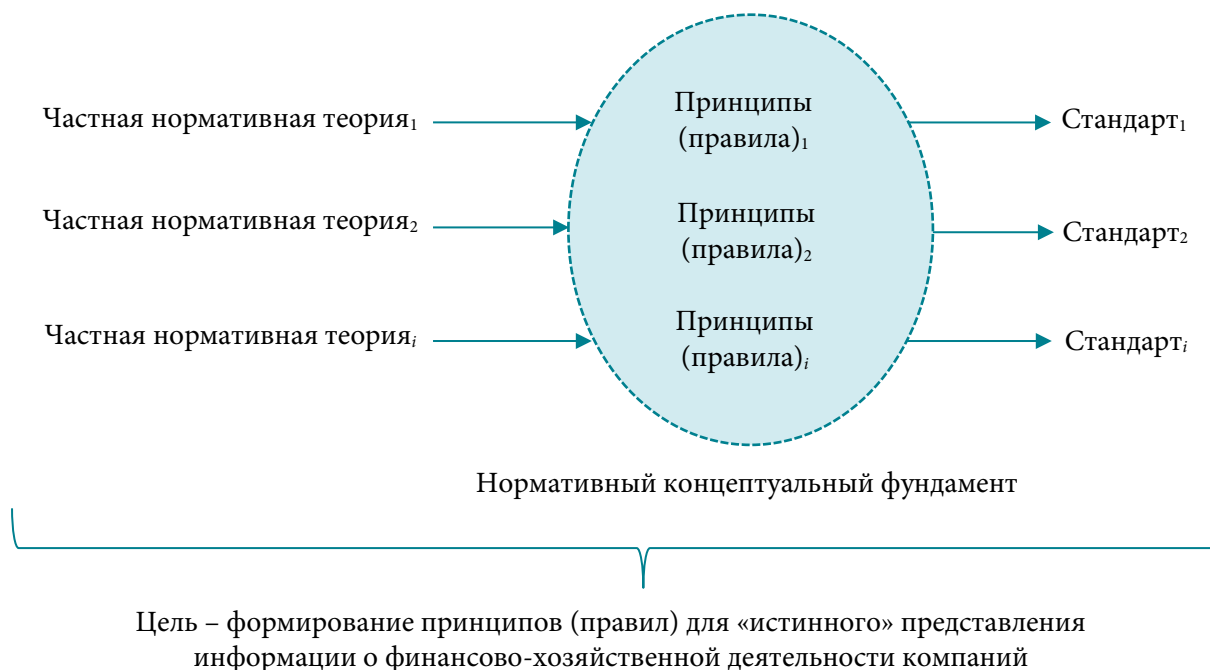 Частная нормативная теория₁
Принципы
(правила)₁
Стандарт₁
Частная нормативная теория₂
Принципы
(правила)₂
Стандарт₂
Частная нормативная теорияᵢ
Принципы
(правила)ᵢ
Стандартᵢ
Нормативный концептуальный фундамент
Цель – формирование принципов (правил) для «истинного» представления
информации о финансово-хозяйственной деятельности компаний